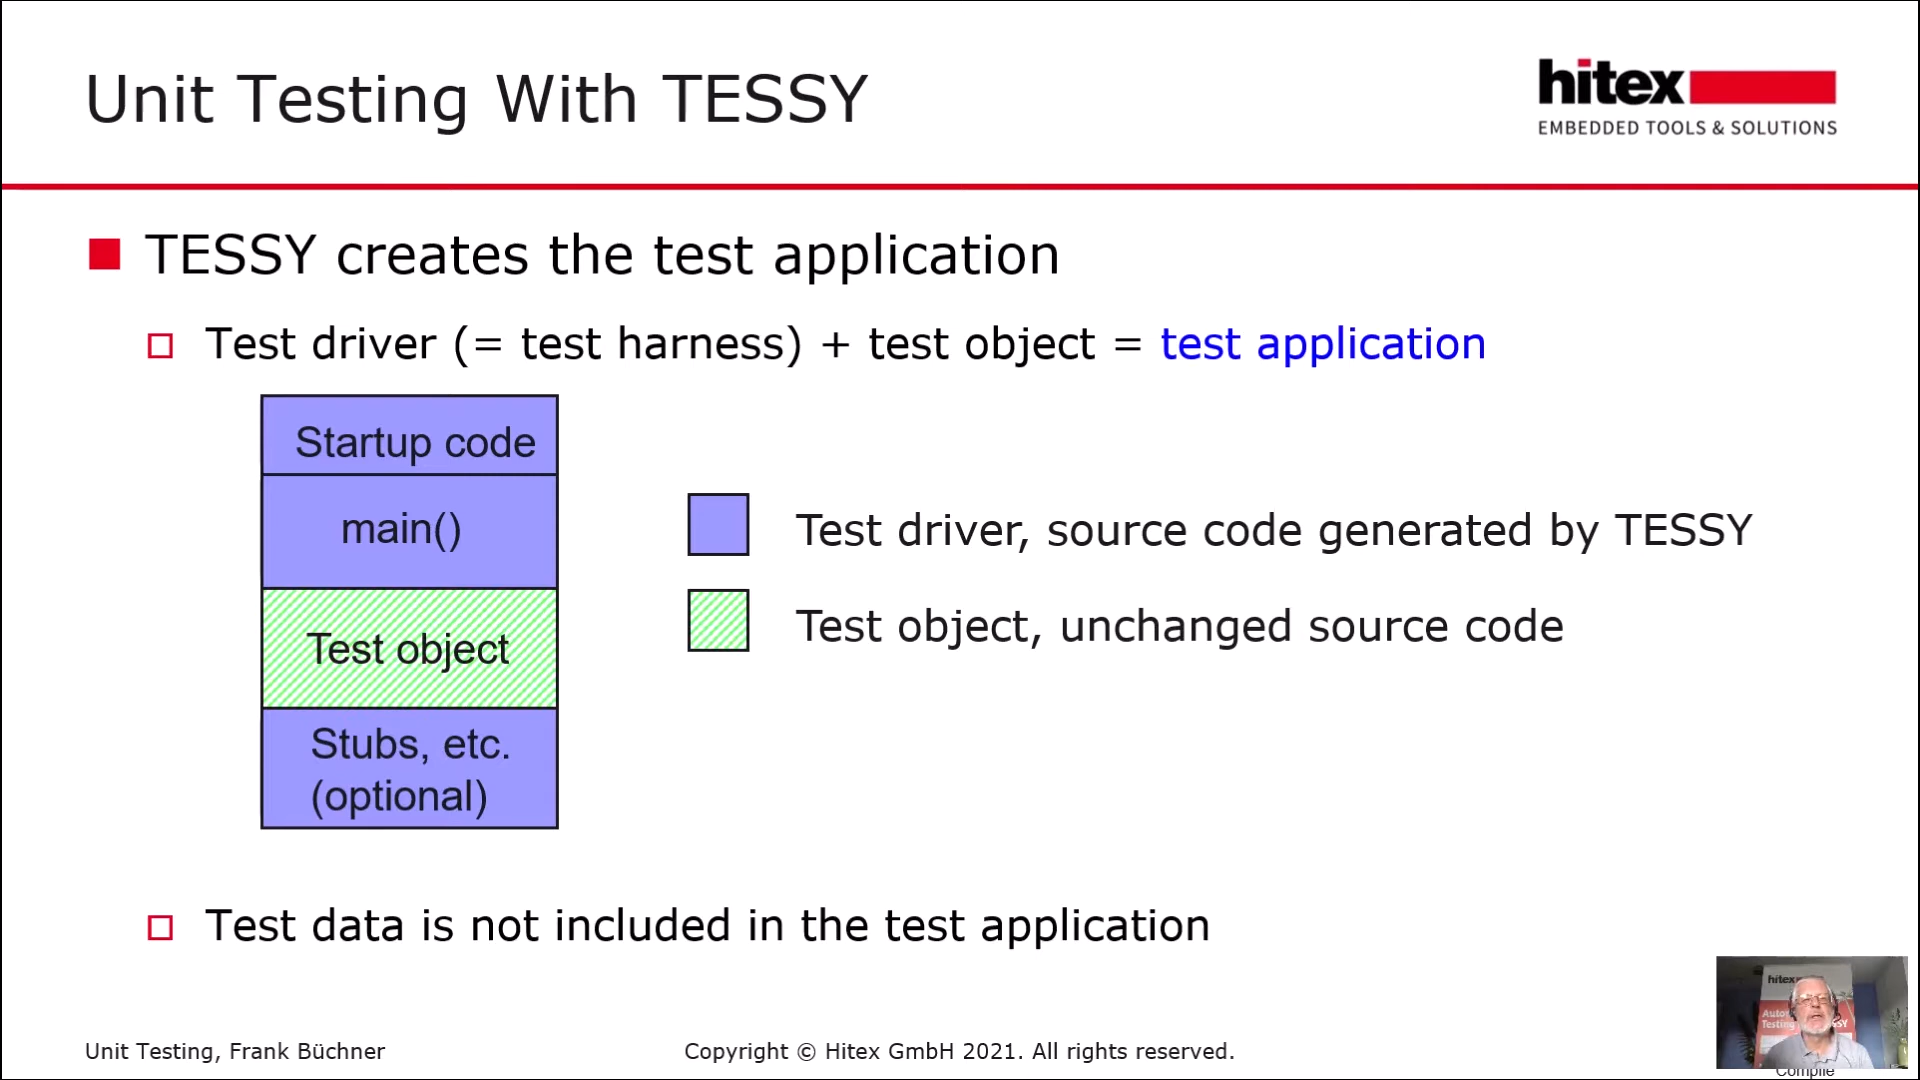 Unit Testing With TESSY
hitex
EMBEDDED TOOLS & SOLUTIONS
TESSY creates the test application
Test driver (= test harness) + test object = test application
Startup code
main()
Test object
Stubs, etc.
(optional)
Test driver, source code generated by TESSY
Test object, unchanged source code
Test data is not included in the test application
hitex
Testing
Unit Testing, Frank Büchner
Copyright © Hitex GmbH 2021. All rights reserved.
Compile